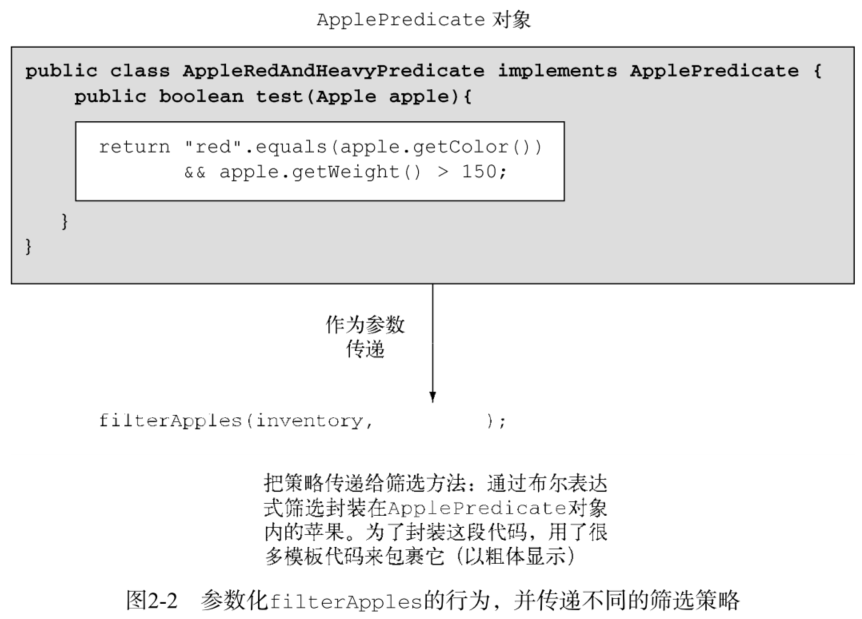 ApplePredicate 对象
public class AppleRedAndHeavyPredicate implements ApplePredicate {
public boolean test(Apple apple){
return "red".equals(apple.getColor())
&& apple.getWeight() > 150;
}
}
作为参数
传递
filterApples(inventory,          );
把策略传递给筛选方法：通过布尔表达
式筛选封装在ApplePredicate对象
内的苹果。为了封装这段代码，用了很
多模板代码来包裹它（以粗体显示）
图2-2　参数化filterApples的行为，并传递不同的筛选策略